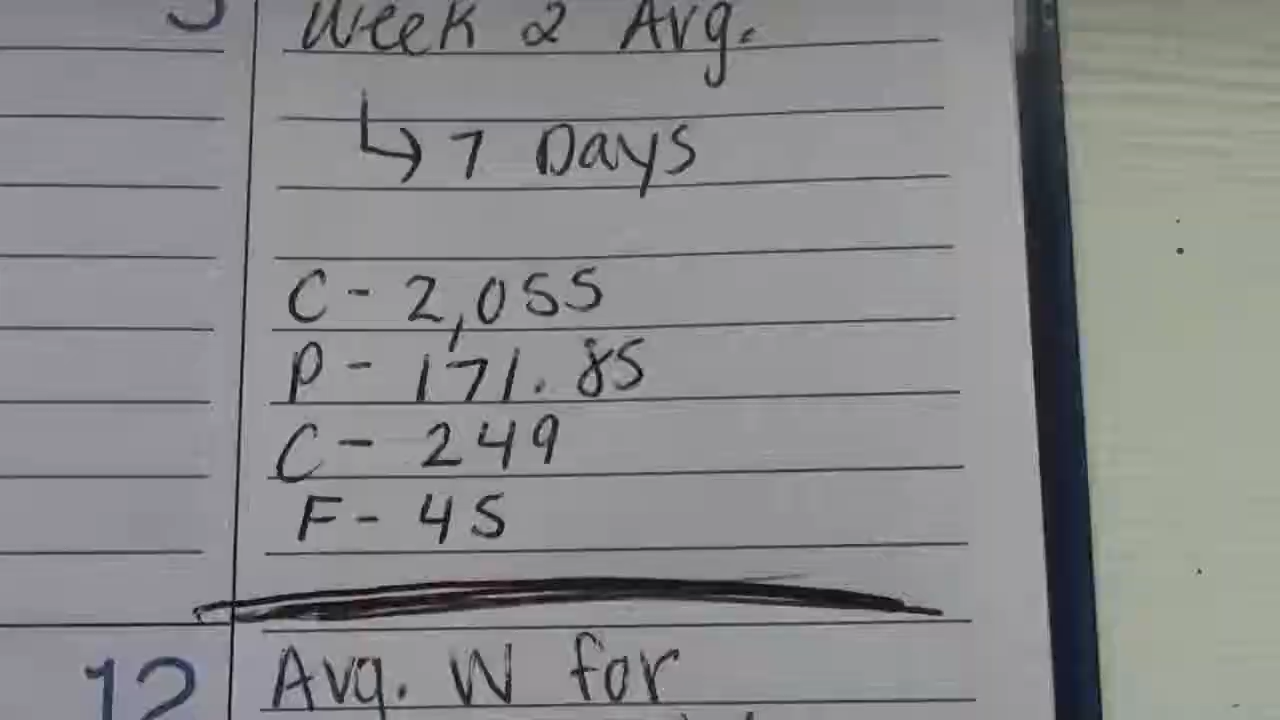 Week 2 Avg.
↳ 7 Days
C - 2,055
P - 171.85
C - 249
F - 45
12
Avg. W for